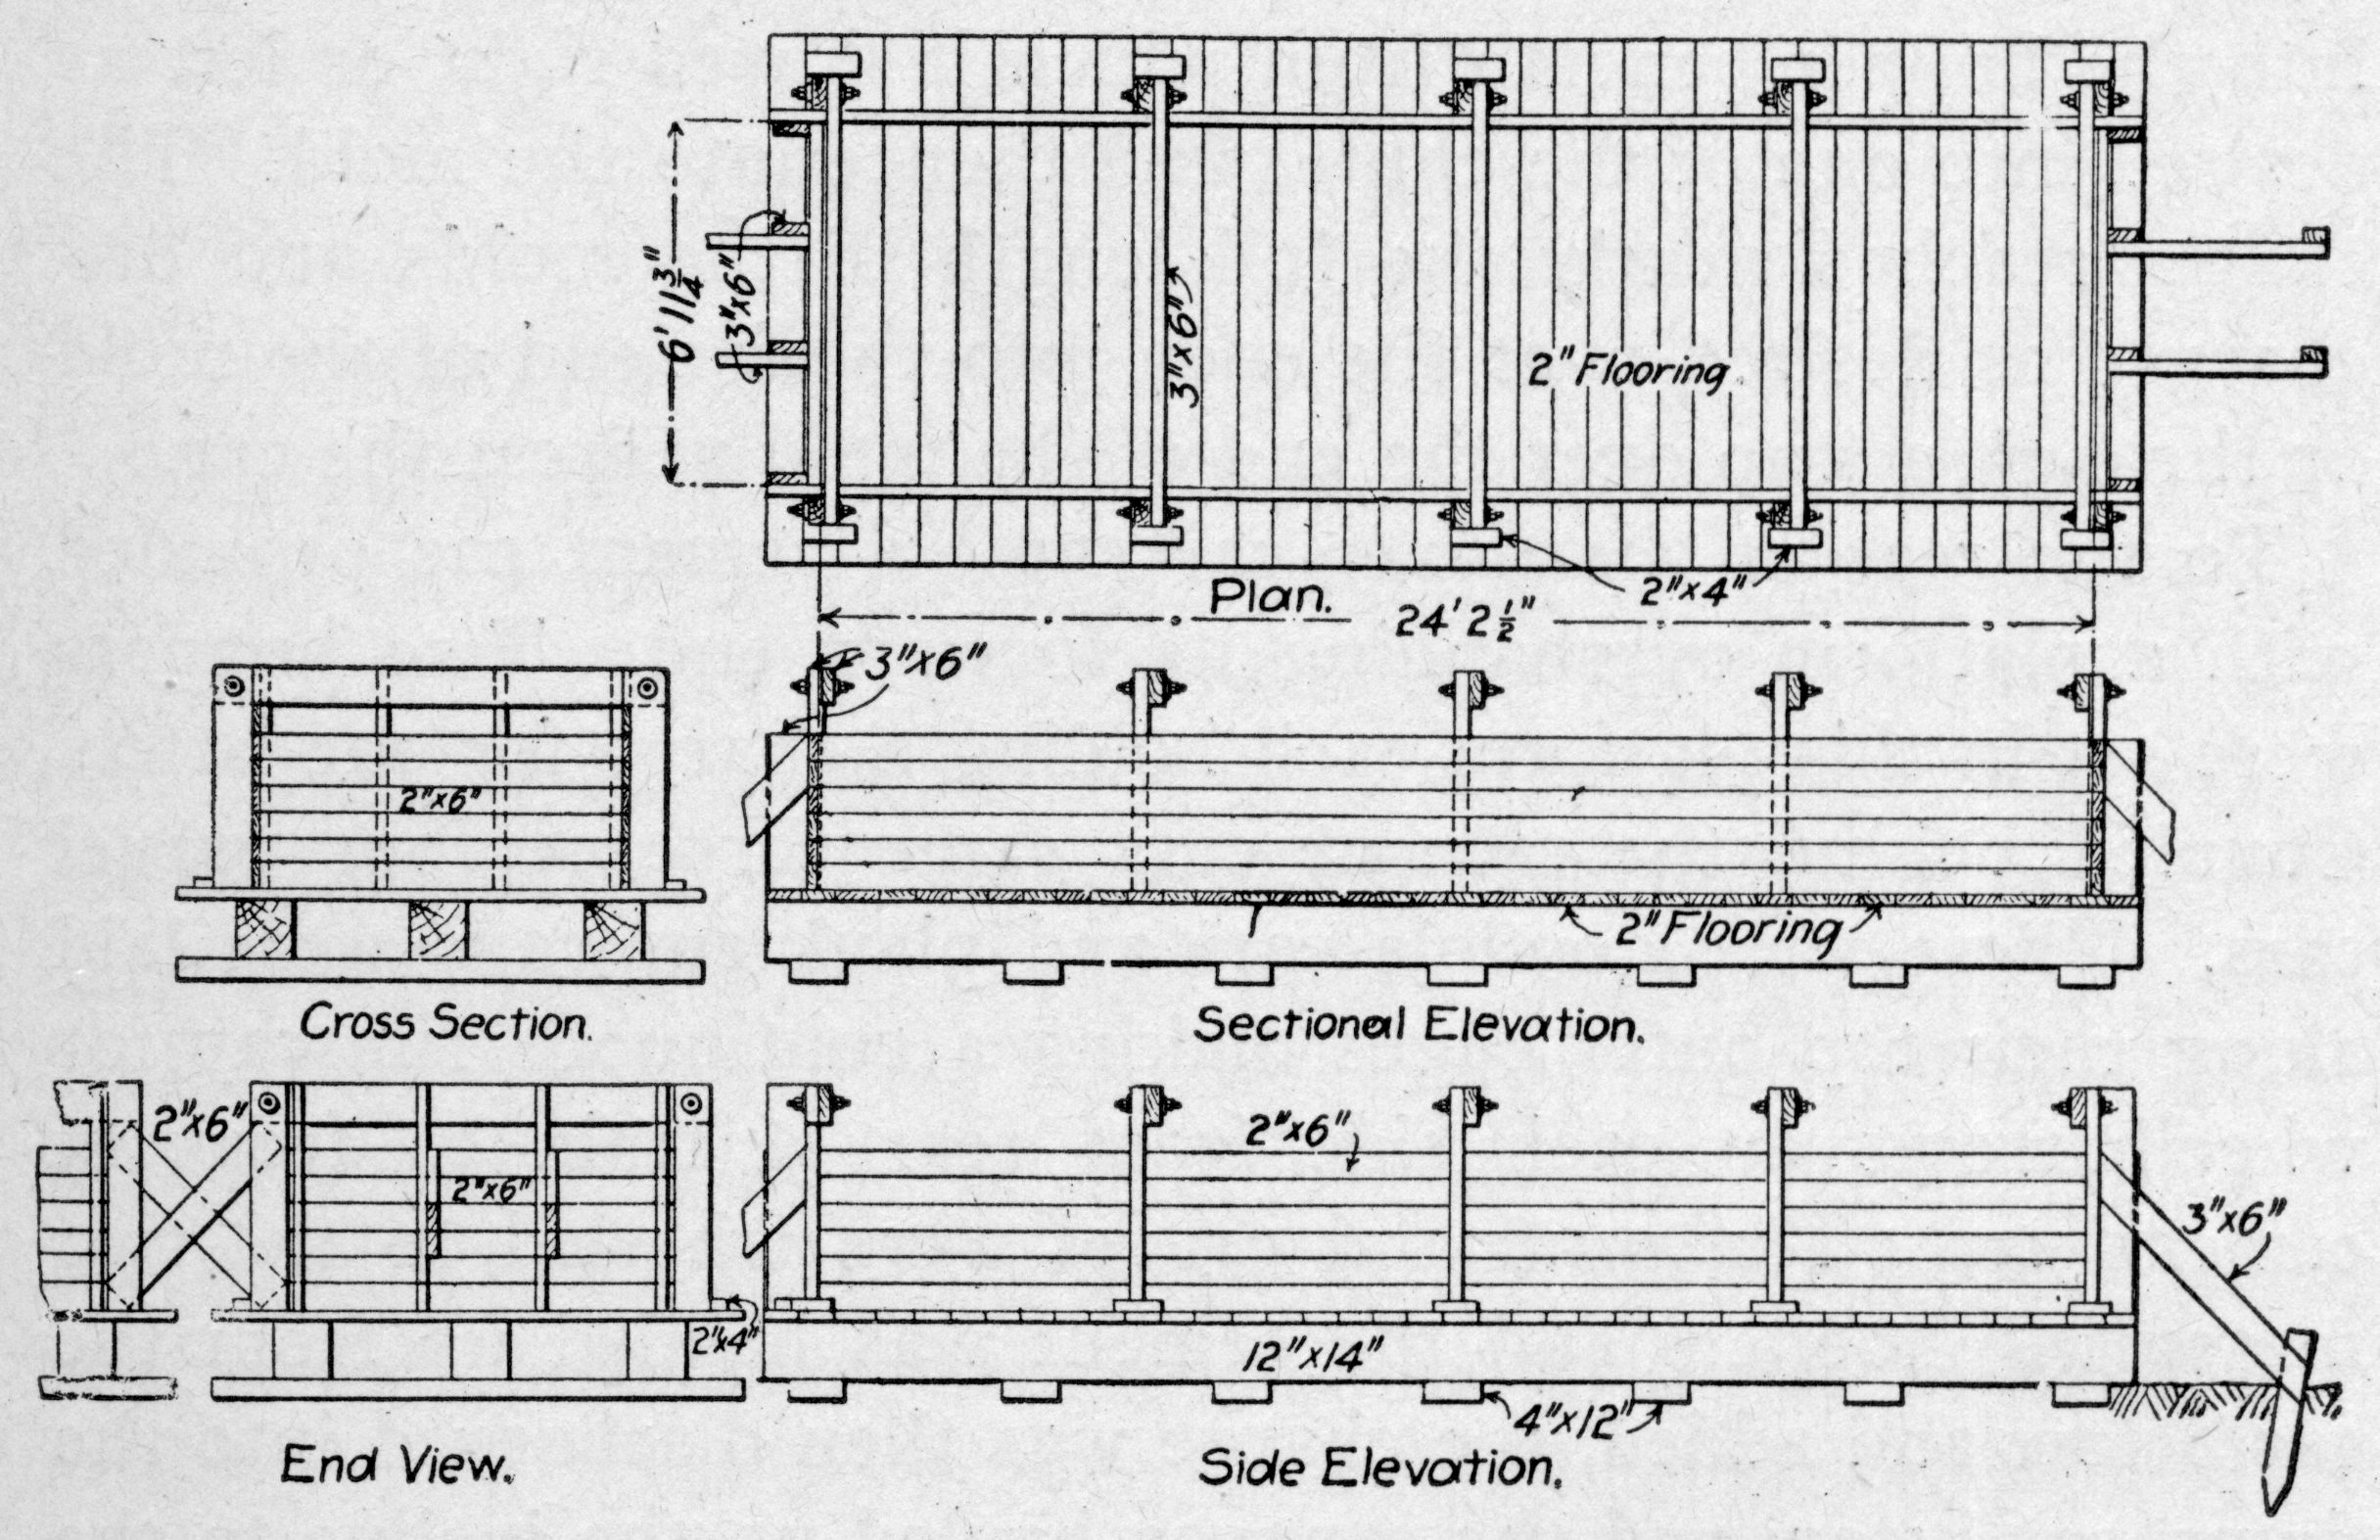 6' 11 3/4"
3"x6"
3"x6"
2" Flooring
2"x4"
Plan.
24' 2 1/2"
3"x6"
2"x6"
2" Flooring
Cross Section.
Sectional Elevation.
2"x6"
2"x6"
2"x6"
3"x6"
2"x4"
12"x14"
4"x12"
End View.
Side Elevation.